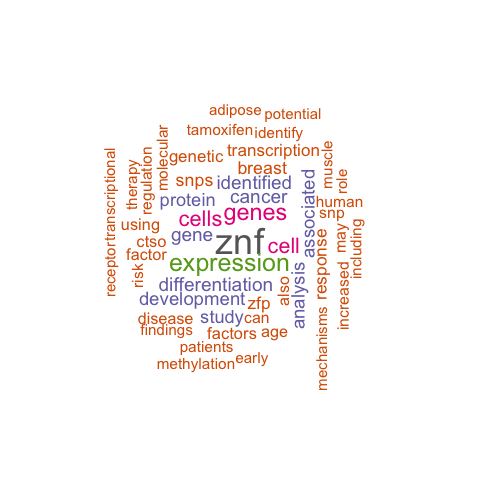 adipose
potential
tamoxifen
identify
transcription
genetic
molecular
regulation
therapy
transcriptional
receptor
breast
muscle
role
snps
identified
associated
protein
cancer
human
genes
snp
cells
using
gene
znf
cell
may
ctso
response
including
factor
expression
risk
differentiation
also
analysis
increased
development
zfp
mechanisms
disease
study
can
findings
factors
age
patients
early
methylation